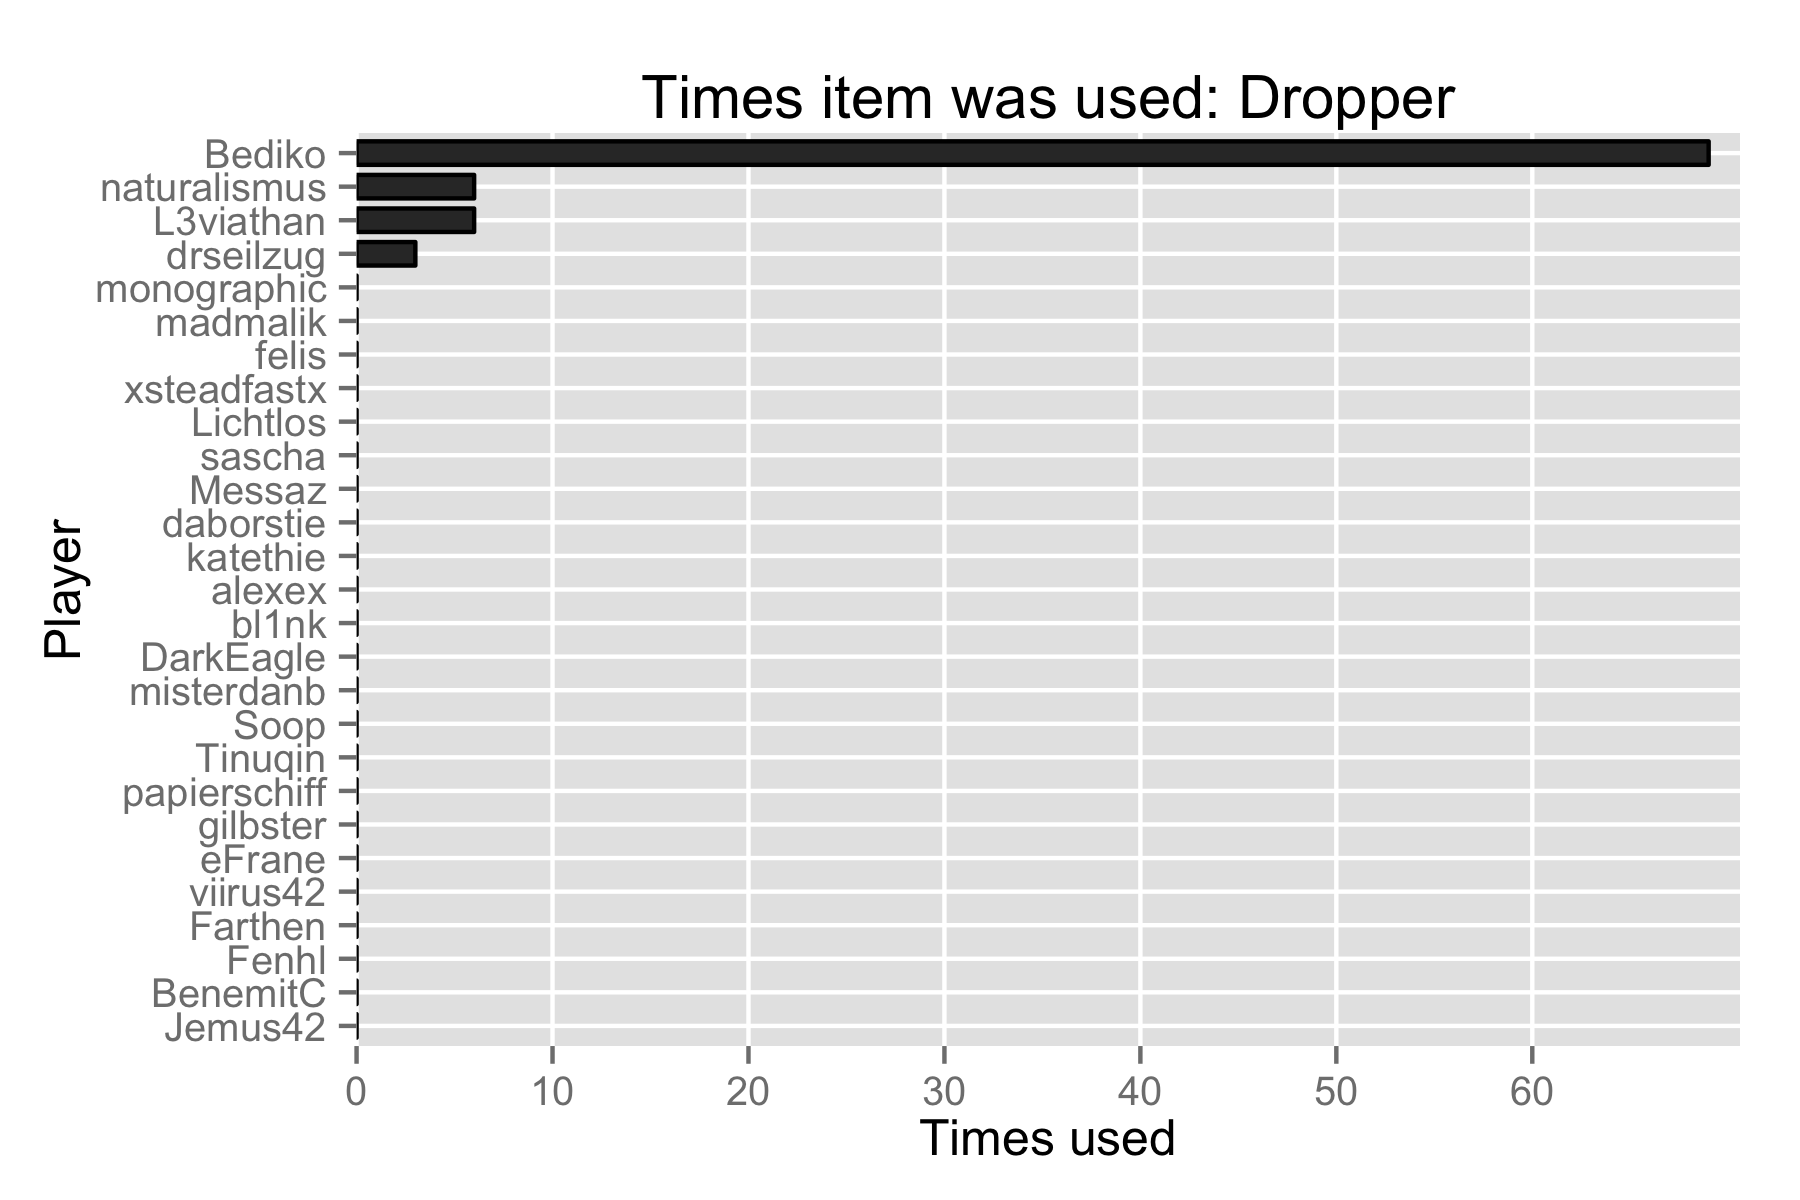 Times item was used: Dropper
Player
Bediko
naturalismus
L3viathan
drseilzug
monographic
madmalik
felis
xsteadfastx
Lichtlos
sascha
Messaz
daborstie
katethie
alexex
bl1nk
DarkEagle
misterdanb
Soop
Tinuqin
papierschiff
gilbster
eFrane
viirus42
Farthen
Fenhl
BenemitC
Jemus42
0 10 20 30 40 50 60
Times used